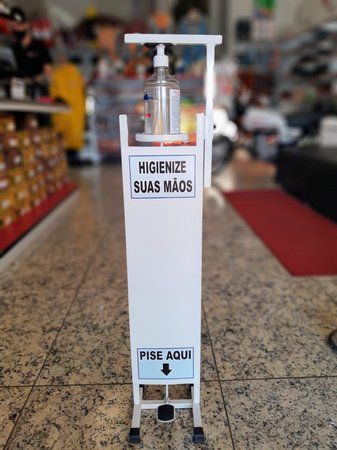 HIGIENIZE
SUAS MÃOS
PISE AQUI